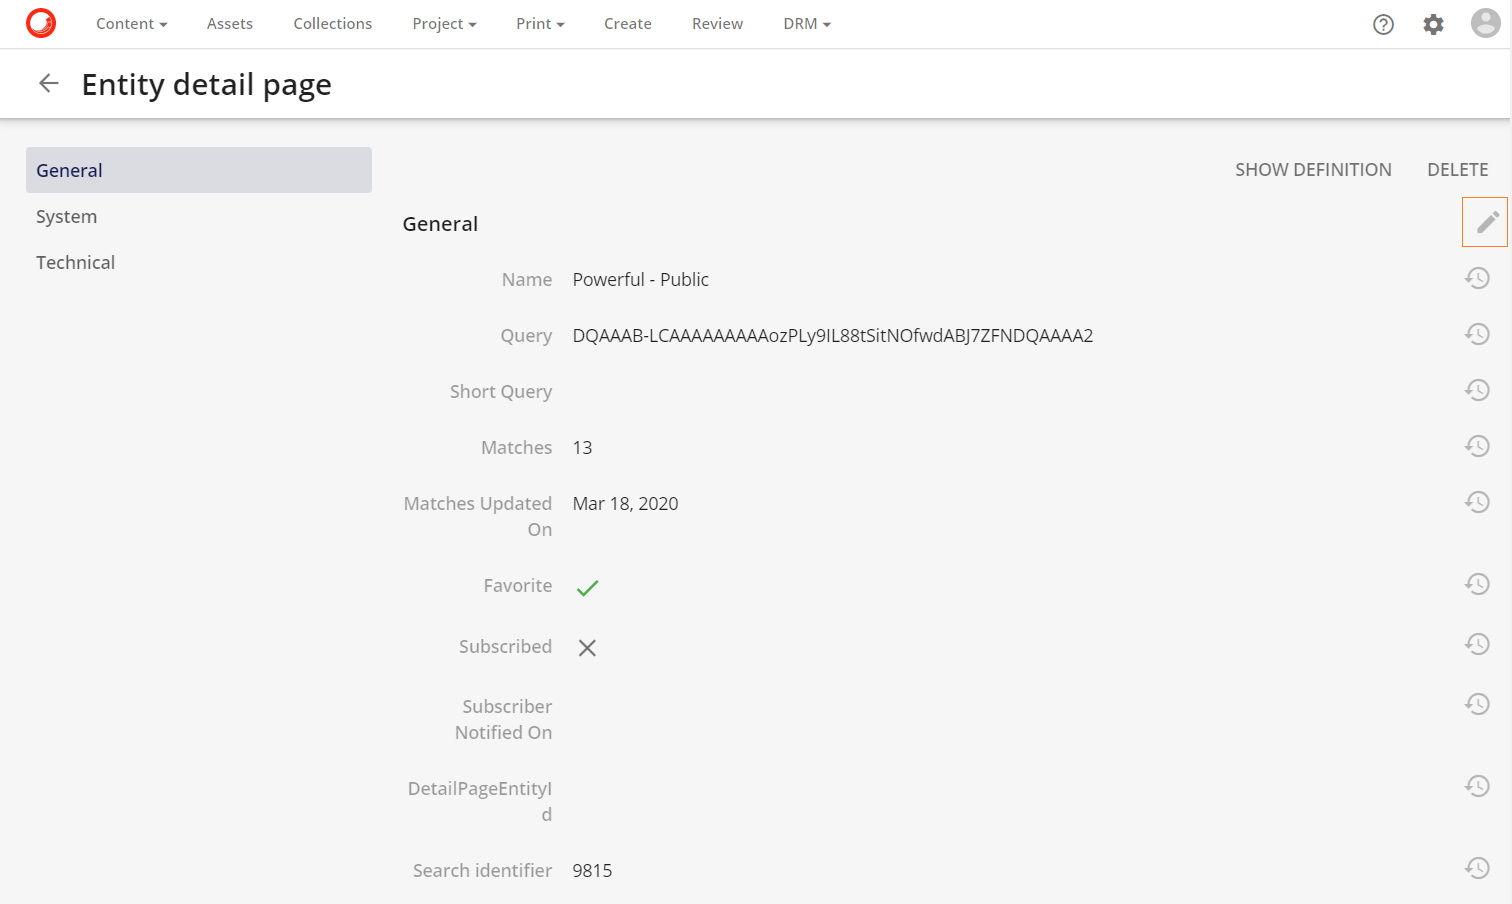 Content Assets Collections Project Print Create Review DRM
Entity detail page
General
System
Technical
SHOW DEFINITION DELETE
General
Name Powerful - Public
Query DQAAAB-LCAAAAAAAAAozPLy9IL88tSitNOfwdABJ7ZFNDQAAAA2
Short Query
Matches 13
Matches Updated Mar 18, 2020
On
Favorite
Subscribed
Subscriber
Notified On
DetailPageEntityI
d
Search identifier 9815